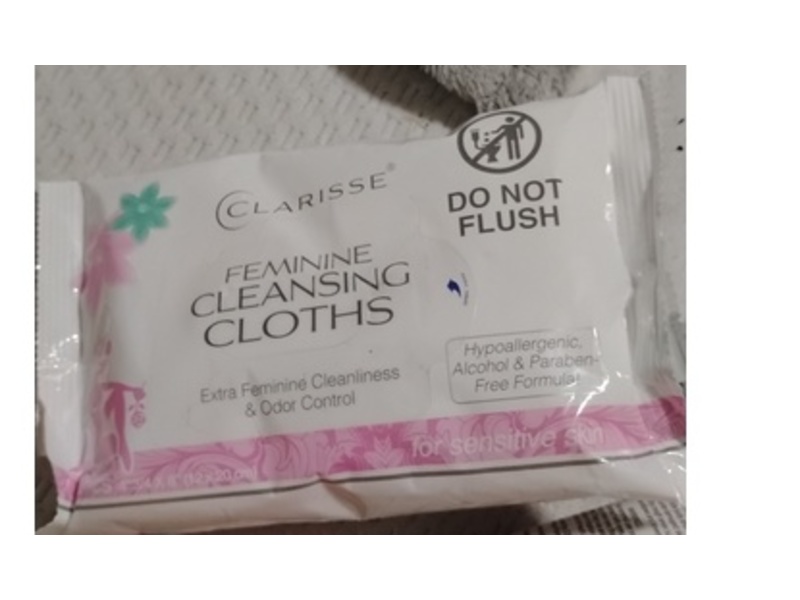 CLARISSE®
DO NOT
FLUSH
FEMININE
CLEANSING
CLOTHS
Extra Feminine Cleanliness
& Odor Control
Hypoallergenic,
Alcohol & Paraben-
Free Formula
for sensitive skin